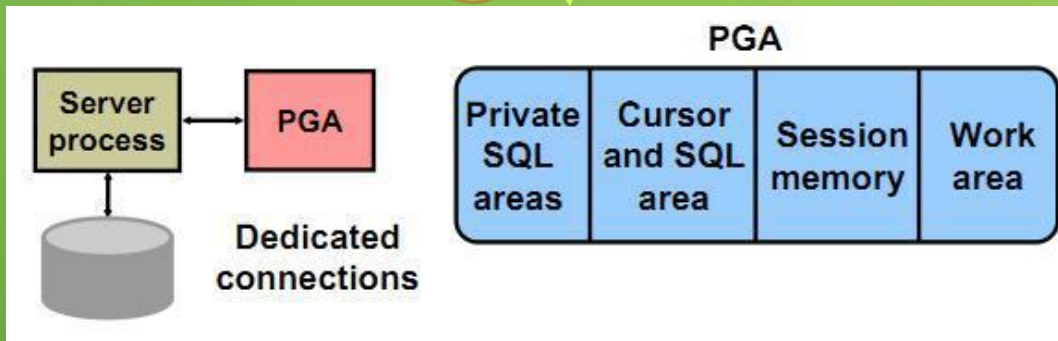 Server
process
PGA
Dedicated
connections
PGA
Private
SQL
areas
Cursor
and SQL
area
Session
memory
Work
area